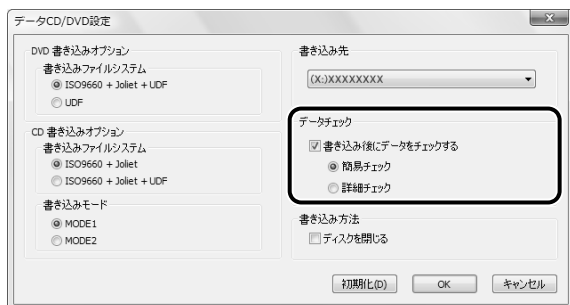 データCD/DVD設定
DVD 書き込みオプション
書き込みファイルシステム
ISO9660 + Joliet + UDF
UDF
CD 書き込みオプション
書き込みファイルシステム
ISO9660 + Joliet
ISO9660 + Joliet + UDF
書き込みモード
MODE1
MODE2
書き込み先
(X:)XXXXXXXX
データチェック
書き込み後にデータをチェックする
簡易チェック
詳細チェック
書き込み方法
ディスクを閉じる
初期化(D)
OK
キャンセル